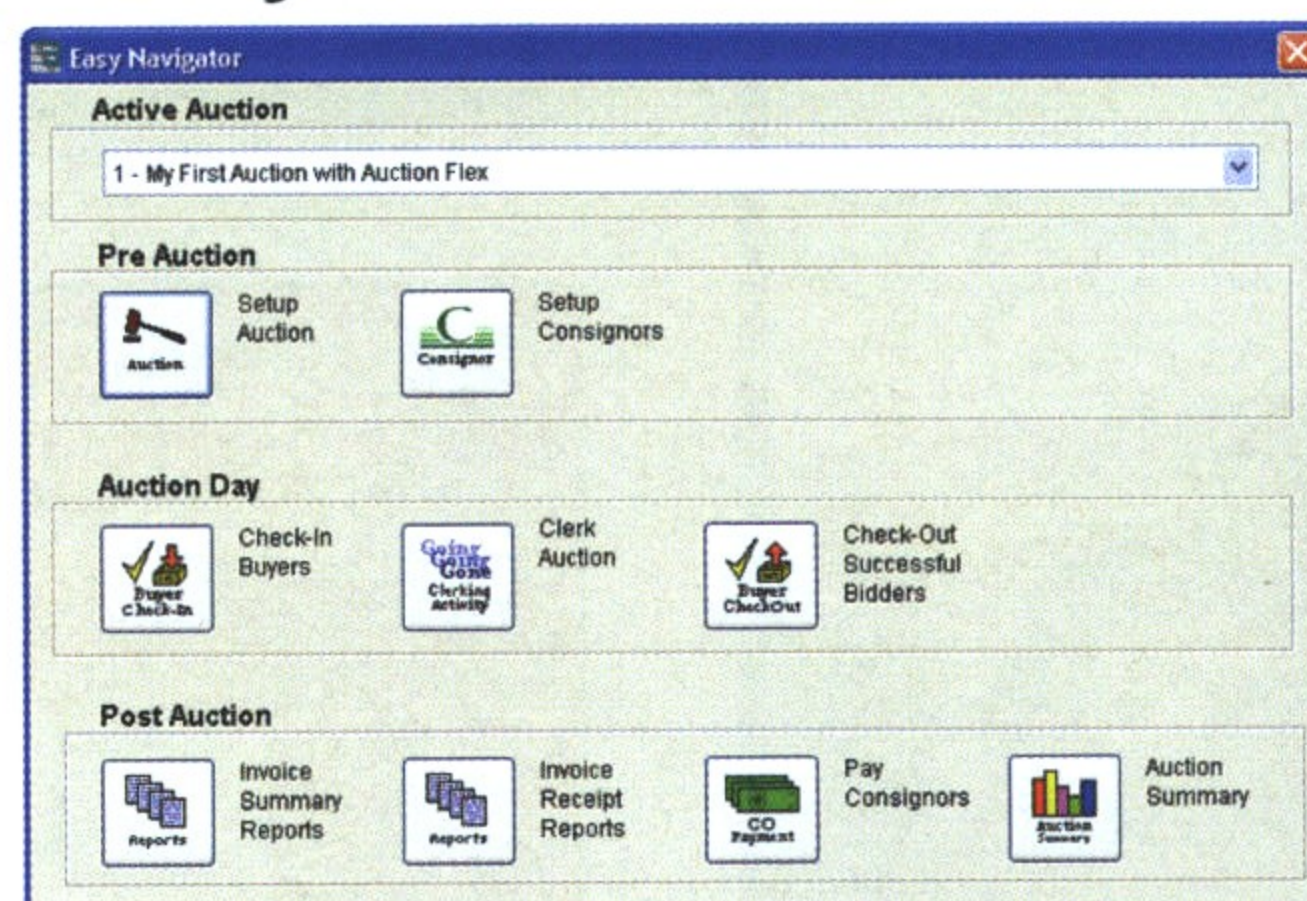 Easy Navigator
Active Auction
1 - My First Auction with Auction Flex
Pre Auction
Auction
Setup
Auction
Consignor
Setup
Consignors
Auction Day
Buyer
Check-In
Check-In
Buyers
Going
Going
Gone
Clerking
Activity
Clerk
Auction
Buyer
CheckOut
Check-Out
Successful
Bidders
Post Auction
Reports
Invoice
Summary
Reports
Reports
Invoice
Receipt
Reports
CO
Payment
Pay
Consignors
Auction
Summary
Auction
Summary